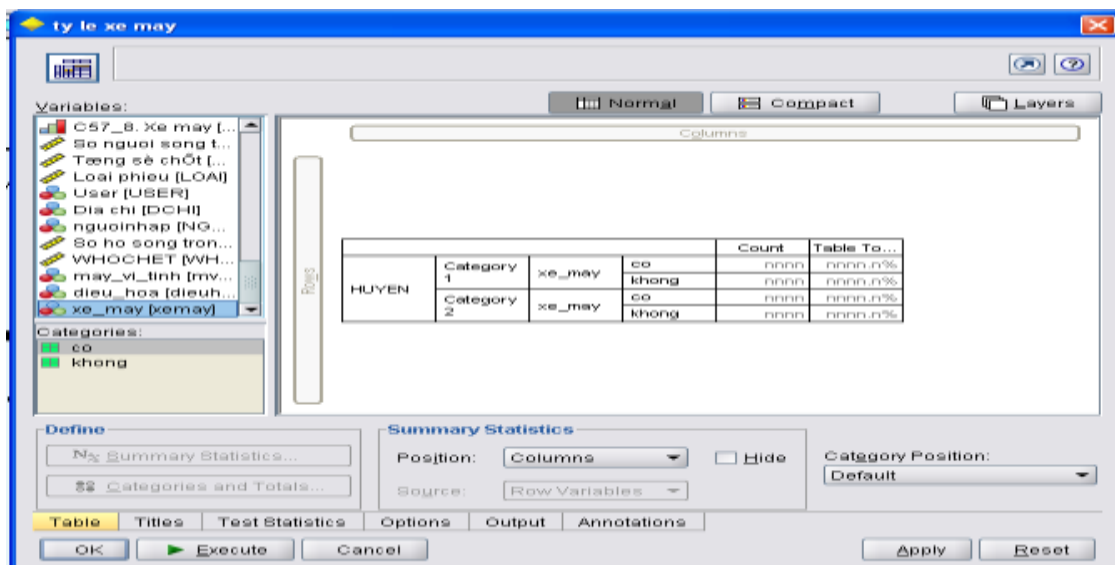 ty le xe may
Variables:
Normal
Compact
Layers
C57_8. Xe may [...
So nguoi song t...
Tæng sè chÕt [...
Loai phieu [LOAI]
User [USER]
Dia chi [DCHI]
nguoinhap [NG...
So ho song tron...
WHOCHET [WH...
may_vi_tinh [mv...
dieu_hoa [dieuh...
xe_may [xemay]
Categories:
co
khong
Columns
Rows
Count Table To...
HUYEN Category 1 xe_may co nnnn nnnn.n%
khong nnnn nnnn.n%
Category 2 xe_may co nnnn nnnn.n%
khong nnnn nnnn.n%
Define
N% Summary Statistics...
Categories and Totals...
Summary Statistics
Position: Columns Hide
Source: Row Variables
Category Position:
Default
Table Titles Test Statistics Options Output Annotations
OK Execute Cancel Apply Reset